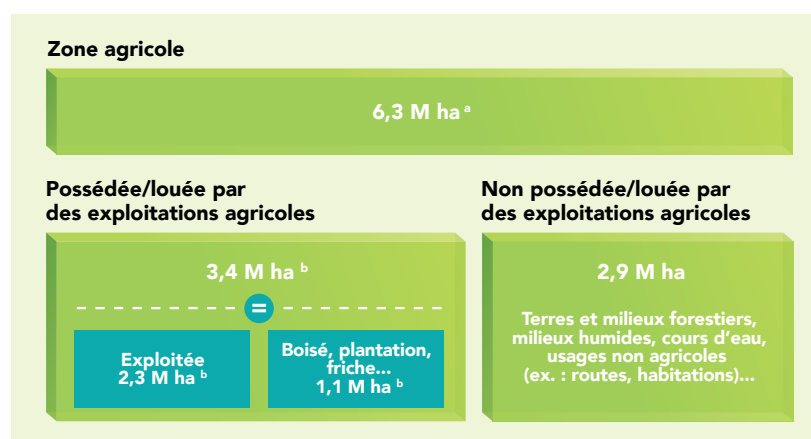 Zone agricole
6,3 M ha ᵃ
Possédée/louée par
des exploitations agricoles
3,4 M ha ᵇ
=
Exploitée
2,3 M ha ᵇ
Boisé, plantation,
friche...
1,1 M ha ᵇ
Non possédée/louée par
des exploitations agricoles
2,9 M ha
Terres et milieux forestiers,
milieux humides, cours d'eau,
usages non agricoles
(ex. : routes, habitations)...